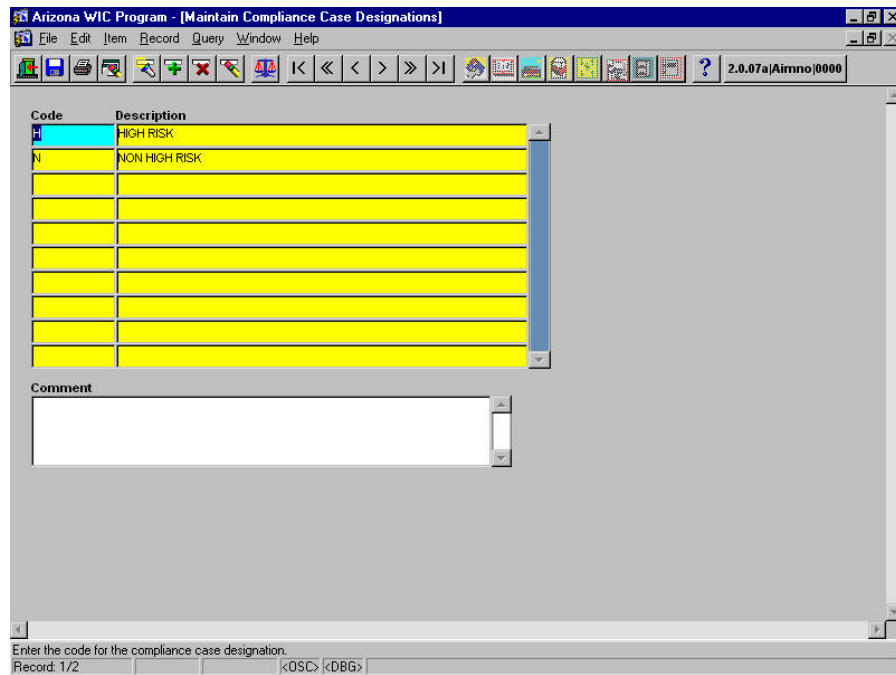 Arizona WIC Program - [Maintain Compliance Case Designations]
File Edit Item Record Query Window Help
? 2.0.07a|Aimno|0000
Code Description
H HIGH RISK
N NON HIGH RISK
Comment
Enter the code for the compliance case designation.
Record: 1/2 <OSC> <DBG>